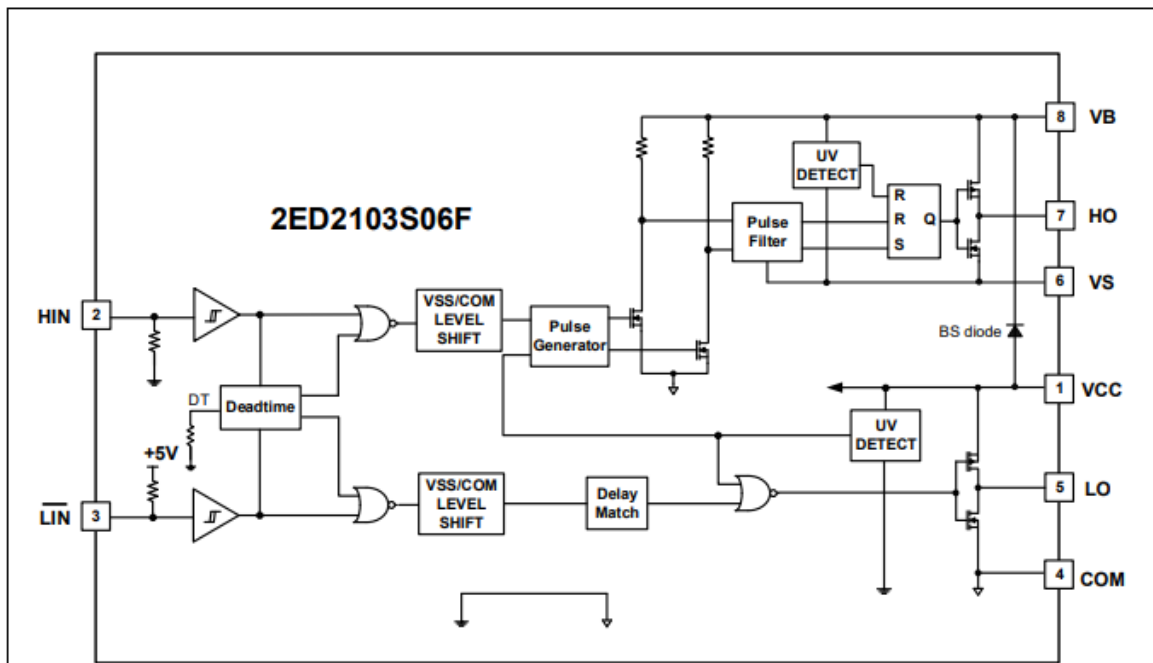 8 VB
UV
DETECT
2ED2103S06F
R
R Q
S
7 HO
Pulse
Filter
6 VS
HIN 2
VSS/COM
LEVEL
SHIFT
Pulse
Generator
BS diode
1 VCC
DT
Deadtime
UV
DETECT
+5V
LIN 3
VSS/COM
LEVEL
SHIFT
Delay
Match
5 LO
4 COM